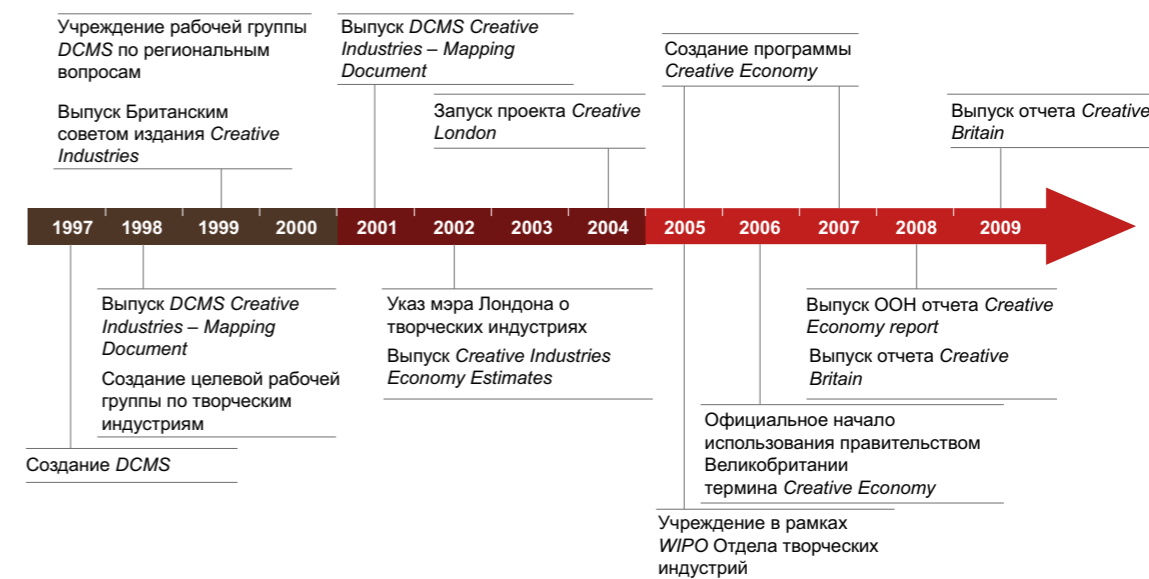 Учреждение рабочей группы
DCMS по региональным
вопросам
Выпуск Британским
советом издания Creative
Industries
Выпуск DCMS Creative
Industries – Mapping
Document
Запуск проекта Creative
London
Создание программы
Creative Economy
Выпуск отчета Creative
Britain
1997 1998 1999 2000 2001 2002 2003 2004 2005 2006 2007 2008 2009
Выпуск DCMS Creative
Industries – Mapping
Document
Создание целевой рабочей
группы по творческим
индустриям
Создание DCMS
Указ мэра Лондона о
творческих индустриях
Выпуск Creative Industries
Economy Estimates
Выпуск ООН отчета Creative
Economy report
Выпуск отчета Creative
Britain
Официальное начало
использования правительством
Великобритании
термина Creative Economy
Учреждение в рамках
WIPO Отдела творческих
индустрий